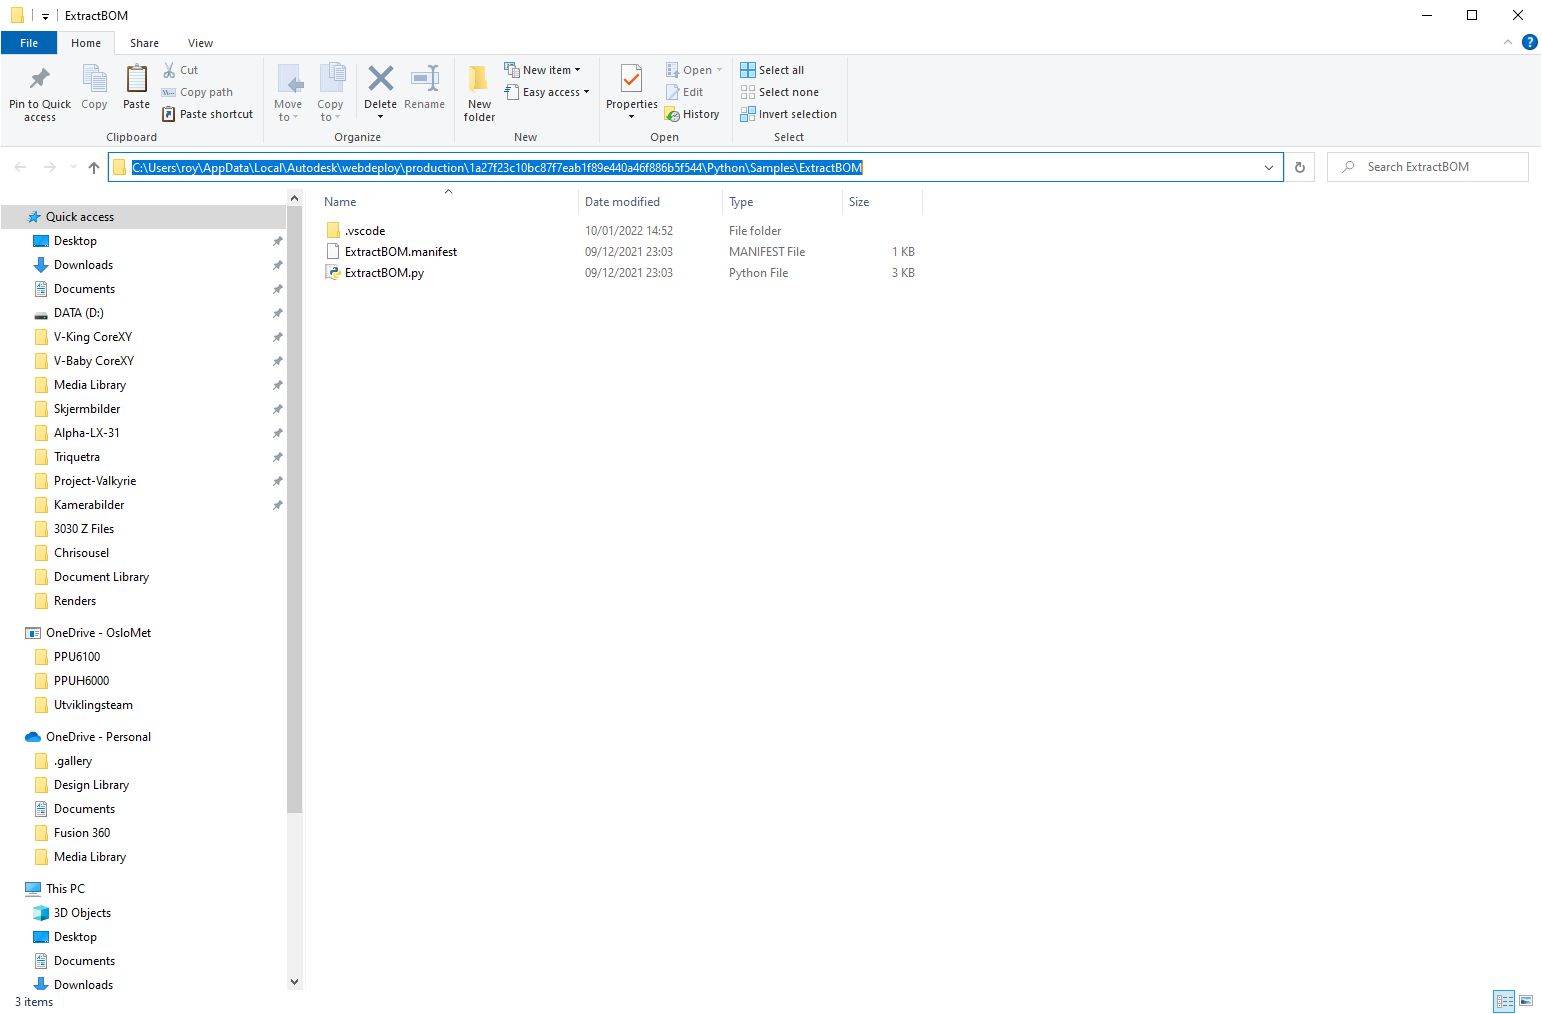 ExtractBOM
File Home Share View
Pin to Quick access
Copy
Paste
Cut
Copy path
Paste shortcut
Clipboard
Move to
Copy to
Delete
Rename
Organize
New folder
New item
Easy access
New
Properties
Open
Edit
History
Open
Select all
Select none
Invert selection
Select
C:\Users\roy\AppData\Local\Autodesk\webdeploy\production\1a27f23c10bc87f7eab1f89e440a46f886b5f544\Python\Samples\ExtractBOM
Search ExtractBOM
Name Date modified Type Size
.vscode 10/01/2022 14:52 File folder
ExtractBOM.manifest 09/12/2021 23:03 MANIFEST File 1 KB
ExtractBOM.py 09/12/2021 23:03 Python File 3 KB
Quick access
Desktop
Downloads
Documents
DATA (D:)
V-King CoreXY
V-Baby CoreXY
Media Library
Skjermbilder
Alpha-LX-31
Triquetra
Project-Valkyrie
Kamerabilder
3030 Z Files
Chrisousel
Document Library
Renders
OneDrive - OsloMet
PPU6100
PPUH6000
Utviklingsteam
OneDrive - Personal
.gallery
Design Library
Documents
Fusion 360
Media Library
This PC
3D Objects
Desktop
Documents
Downloads
3 items